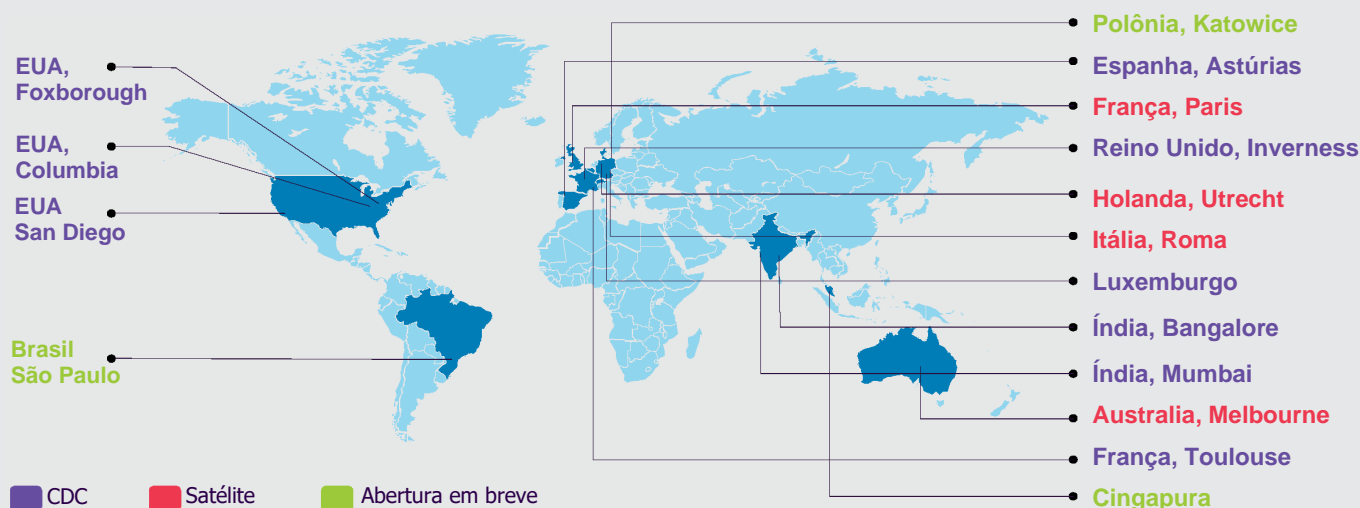 EUA,
Foxborough
EUA,
Columbia
EUA
San Diego
Brasil
São Paulo
Polônia, Katowice
Espanha, Astúrias
França, Paris
Reino Unido, Inverness
Holanda, Utrecht
Itália, Roma
Luxemburgo
Índia, Bangalore
Índia, Mumbai
Australia, Melbourne
França, Toulouse
Cingapura
CDC
Satélite
Abertura em breve